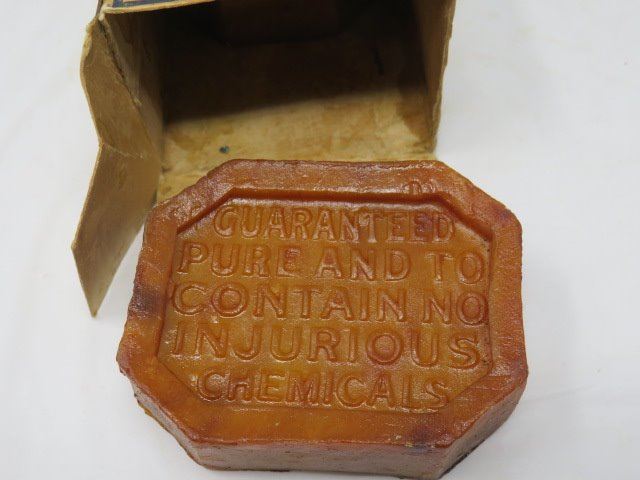 GUARANTEED
PURE AND TO
CONTAIN NO
INJURIOUS
CHEMICALS